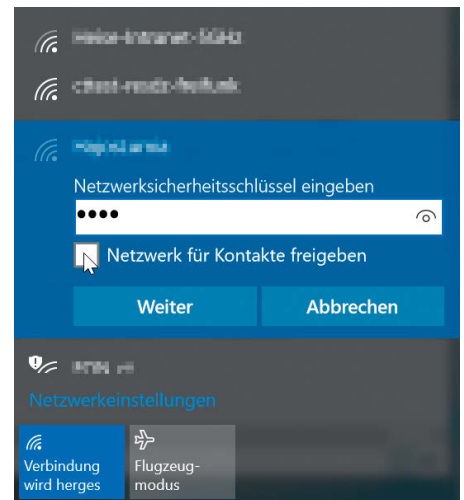 Netzwerksicherheitsschlüssel eingeben
••••
Netzwerk für Kontakte freigeben
Weiter
Abbrechen
Netzwerkeinstellungen
Verbindung
wird herges
Flugzeug-
modus